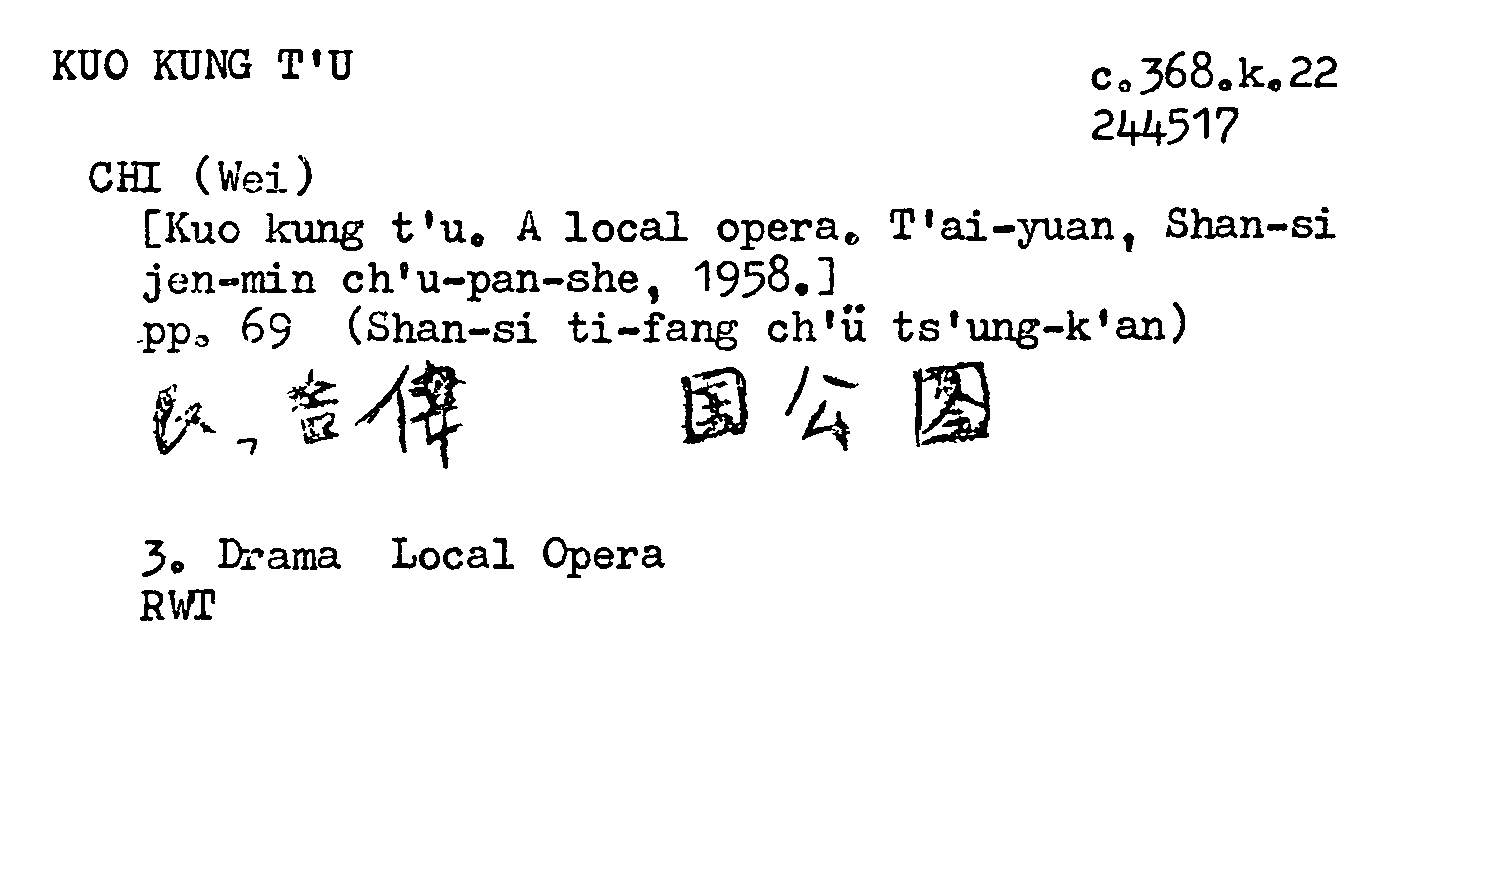 KUO KUNG T'U
c.368.k.22
244517
CHI (Wei)
[Kuo kung t'u. A local opera. T'ai-yuan, Shan-si
jen-min ch'u-pan-she, 1958.]
pp. 69 (Shan-si ti-fang ch'ü ts'ung-k'an)
吉偉 国公图
3. Drama Local Opera
RWT